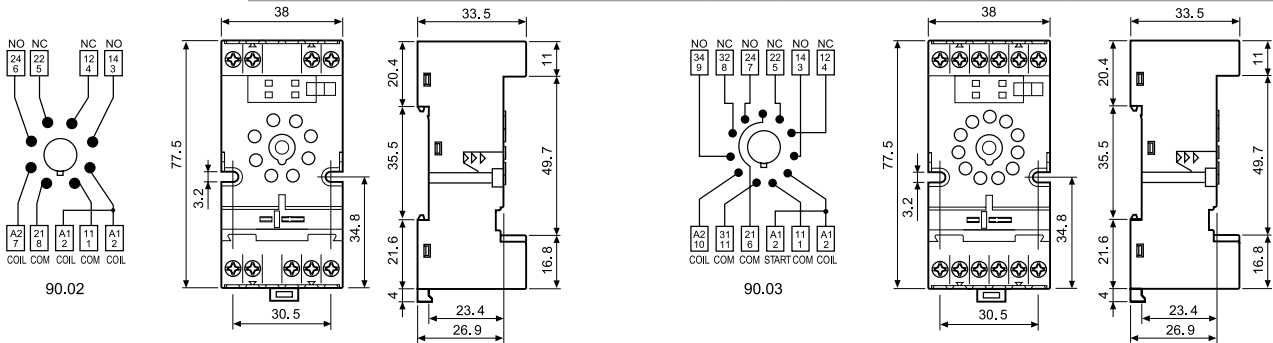 38
33.5
38
33.5
NO NC NC NO
24 22 12 14
6 5 4 3
A2 21 A1 11 A1
7 8 2 1 2
COIL COM COIL COM COIL
90.02
77.5
3.2
34.8
30.5
20.4
35.5
21.6
4
11
49.7
16.8
23.4
26.9
NO NC NO NC NO NC
34 32 24 22 14 12
9 8 7 5 3 4
A2 31 21 A1 11 A1
10 11 6 2 1 2
COIL COM COM START COM COIL
90.03
77.5
3.2
34.8
30.5
20.4
35.5
21.6
4
11
49.7
16.8
23.4
26.9